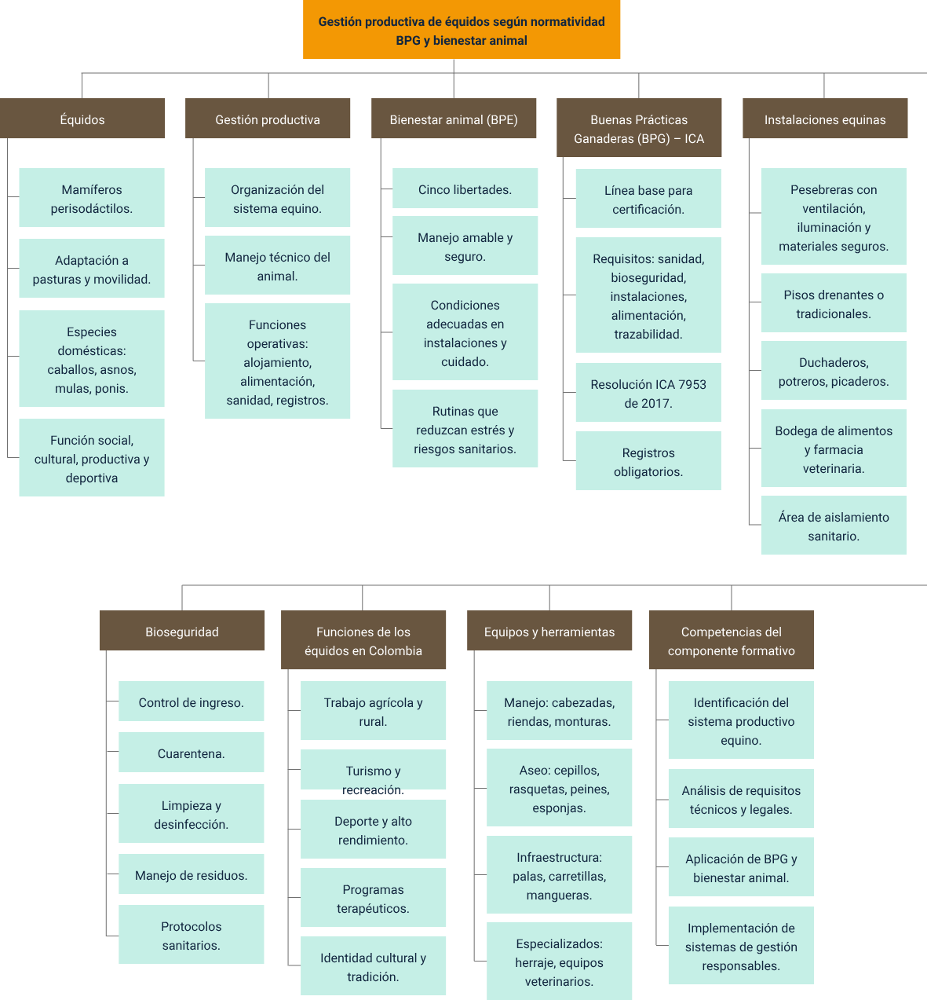 Gestión productiva de équidos según normatividad
BPG y bienestar animal
Équidos
Mamíferos
perisodáctilos.
Adaptación a
pasturas y movilidad.
Especies
domésticas:
caballos, asnos,
mulas, ponis.
Función social,
cultural, productiva y
deportiva
Gestión productiva
Organización del
sistema equino.
Manejo técnico del
animal.
Funciones
operativas:
alojamiento,
alimentación,
sanidad, registros.
Bienestar animal (BPE)
Cinco libertades.
Manejo amable y
seguro.
Condiciones
adecuadas en
instalaciones y
cuidado.
Rutinas que
reduzcan estrés y
riesgos sanitarios.
Buenas Prácticas
Ganaderas (BPG) – ICA
Línea base para
certificación.
Requisitos: sanidad,
bioseguridad,
instalaciones,
alimentación,
trazabilidad.
Resolución ICA 7953
de 2017.
Registros
obligatorios.
Instalaciones equinas
Pesebreras con
ventilación,
iluminación y
materiales seguros.
Pisos drenantes o
tradicionales.
Duchaderos,
potreros, picaderos.
Bodega de alimentos
y farmacia
veterinaria.
Área de aislamiento
sanitario.
Bioseguridad
Control de ingreso.
Cuarentena.
Limpieza y
desinfección.
Manejo de residuos.
Protocolos
sanitarios.
Funciones de los
équidos en Colombia
Trabajo agrícola y
rural.
Turismo y
recreación.
Deporte y alto
rendimiento.
Programas
terapéuticos.
Identidad cultural y
tradición.
Equipos y herramientas
Manejo: cabezadas,
riendas, monturas.
Aseo: cepillos,
rasquetas, peines,
esponjas.
Infraestructura:
palas, carretillas,
mangueras.
Especializados:
herraje, equipos
veterinarios.
Competencias del
componente formativo
Identificación del
sistema productivo
equino.
Análisis de requisitos
técnicos y legales.
Aplicación de BPG y
bienestar animal.
Implementación de
sistemas de gestión
responsables.